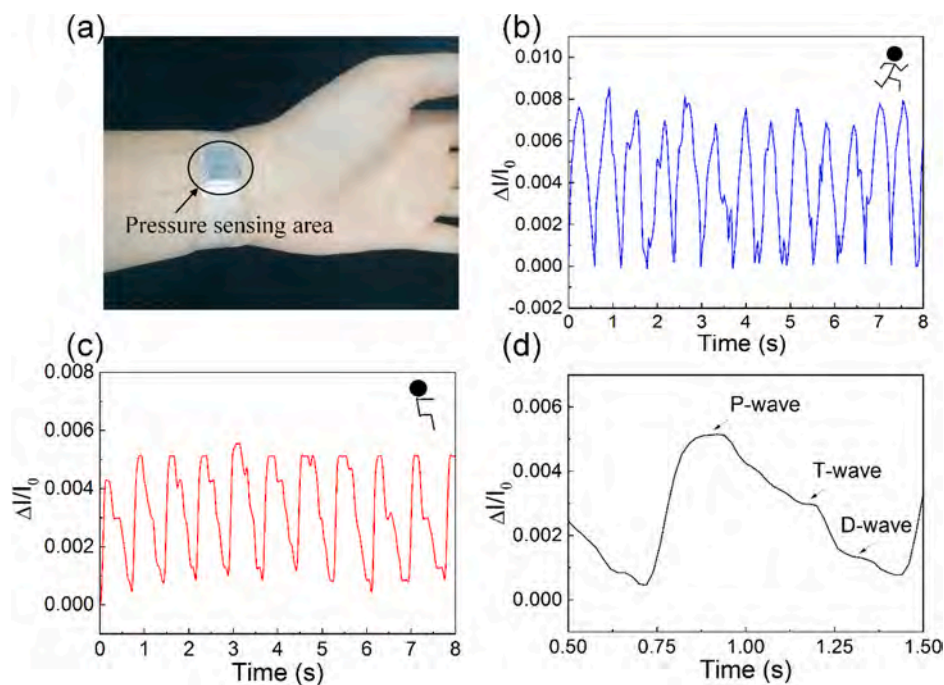 (a)
Pressure sensing area
(b)
ΔI/I0
0.010
0.008
0.006
0.004
0.002
0.000
-0.002
0 1 2 3 4 5 6 7 8
Time (s)
(c)
ΔI/I0
0.008
0.006
0.004
0.002
0.000
0 1 2 3 4 5 6 7 8
Time (s)
(d)
ΔI/I0
0.006
0.004
0.002
0.000
P-wave
T-wave
D-wave
0.50 0.75 1.00 1.25 1.50
Time (s)